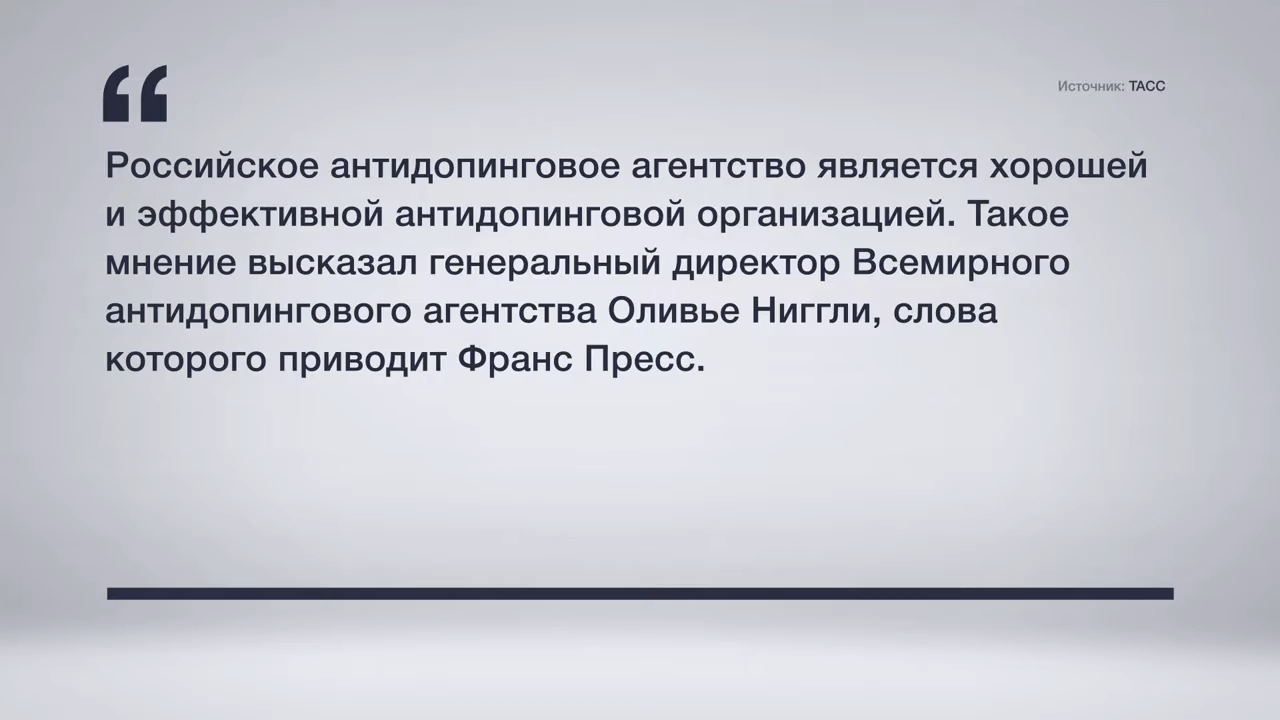 Источник: ТАСС
Российское антидопинговое агентство является хорошей
и эффективной антидопинговой организацией. Такое
мнение высказал генеральный директор Всемирного
антидопингового агентства Оливье Ниггли, слова
которого приводит Франс Пресс.